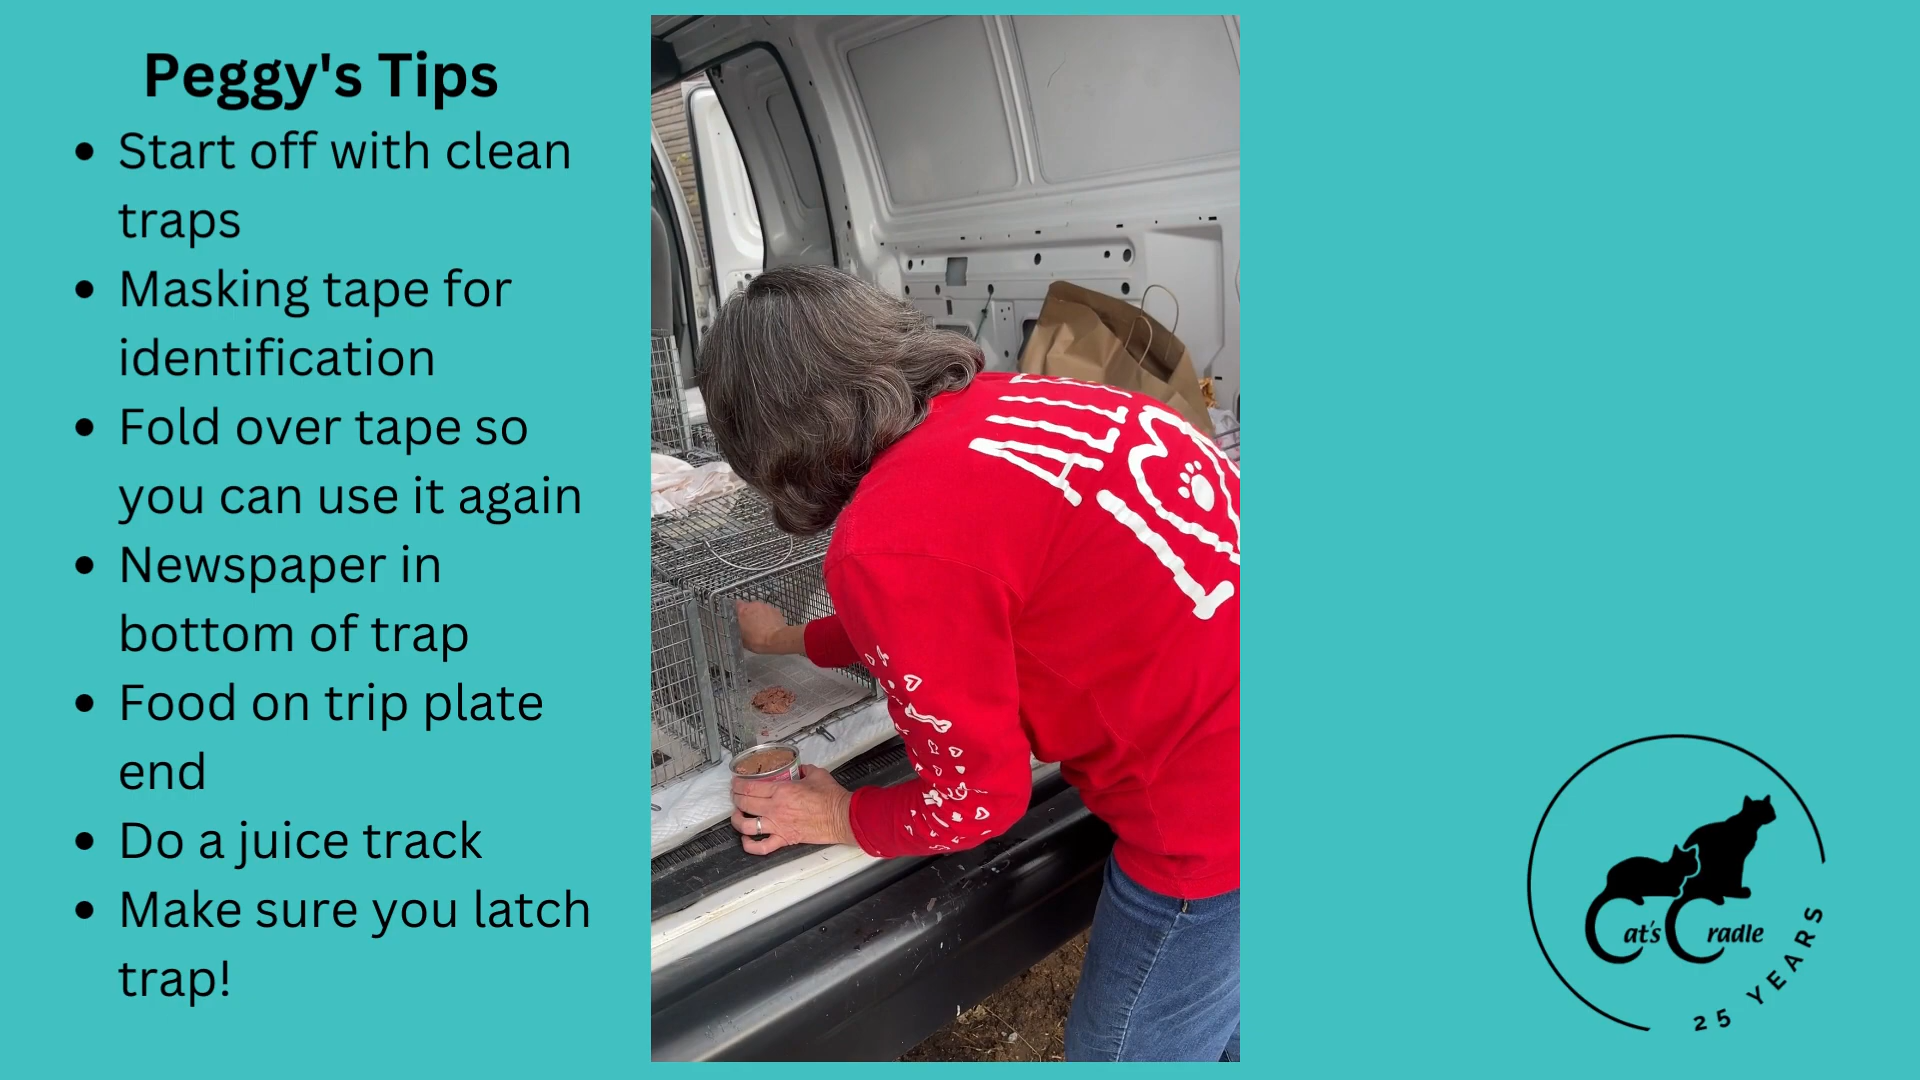 Peggy's Tips
• Start off with clean
traps
• Masking tape for
identification
• Fold over tape so
you can use it again
• Newspaper in
bottom of trap
• Food on trip plate
end
• Do a juice track
• Make sure you latch
trap!
Cat's Cradle
25 YEARS